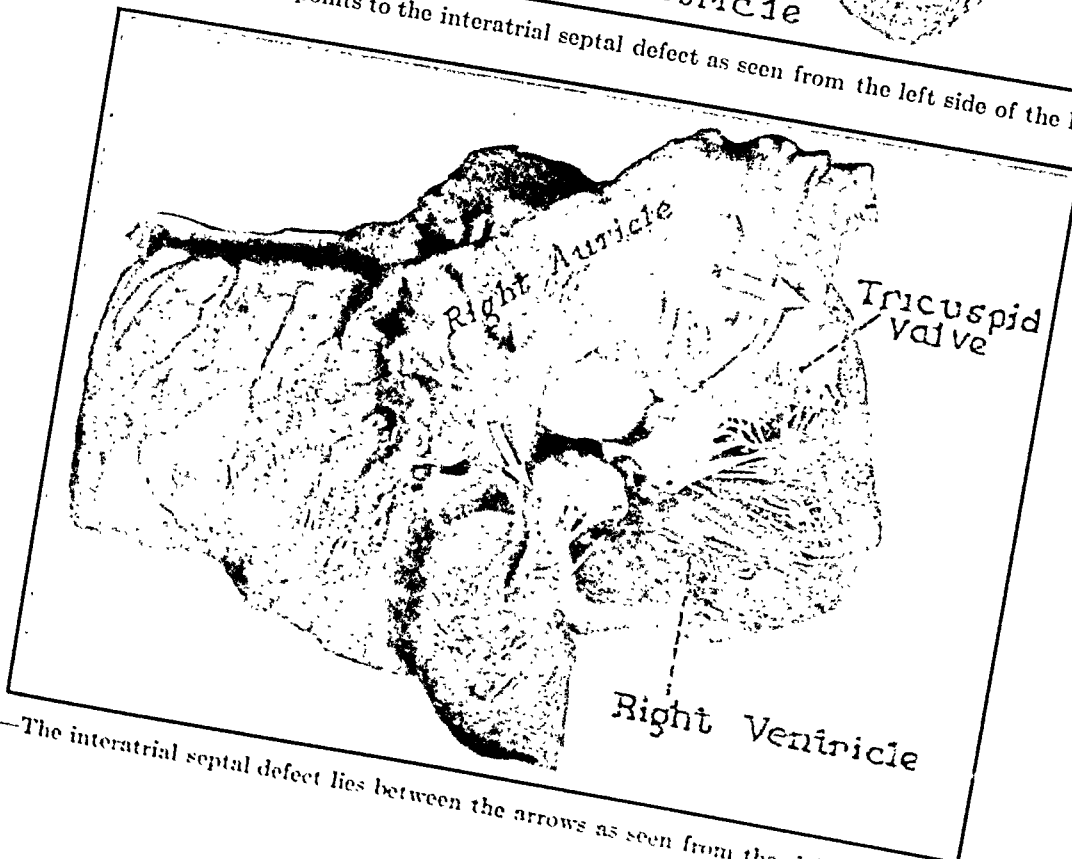 to the interatrial septal defect as seen from the left side of the
Right Auricle
Tricuspid
Valve
Right Ventricle
—The interatrial septal defect lies between the arrows as seen from the